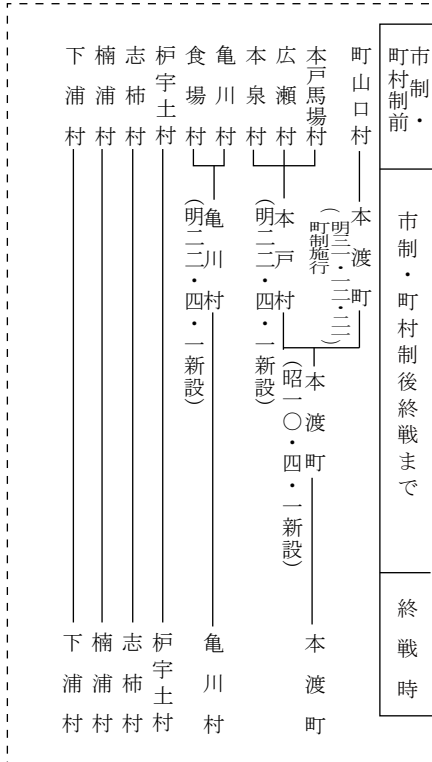 市制・
町村制前
市制・町村制後終戦まで
終戦時
町山口村
本渡町
(明三一・一二・二一
町制施行)
本戸馬場村
広瀬村
本泉村
本戸村
(明二二・四・一新設)
本渡町
(昭一〇・四・一新設)
本渡町
亀川村
食場村
亀川村
(明二二・四・一新設)
亀川村
枦宇土村
枦宇土村
志柿村
志柿村
楠浦村
楠浦村
下浦村
下浦村